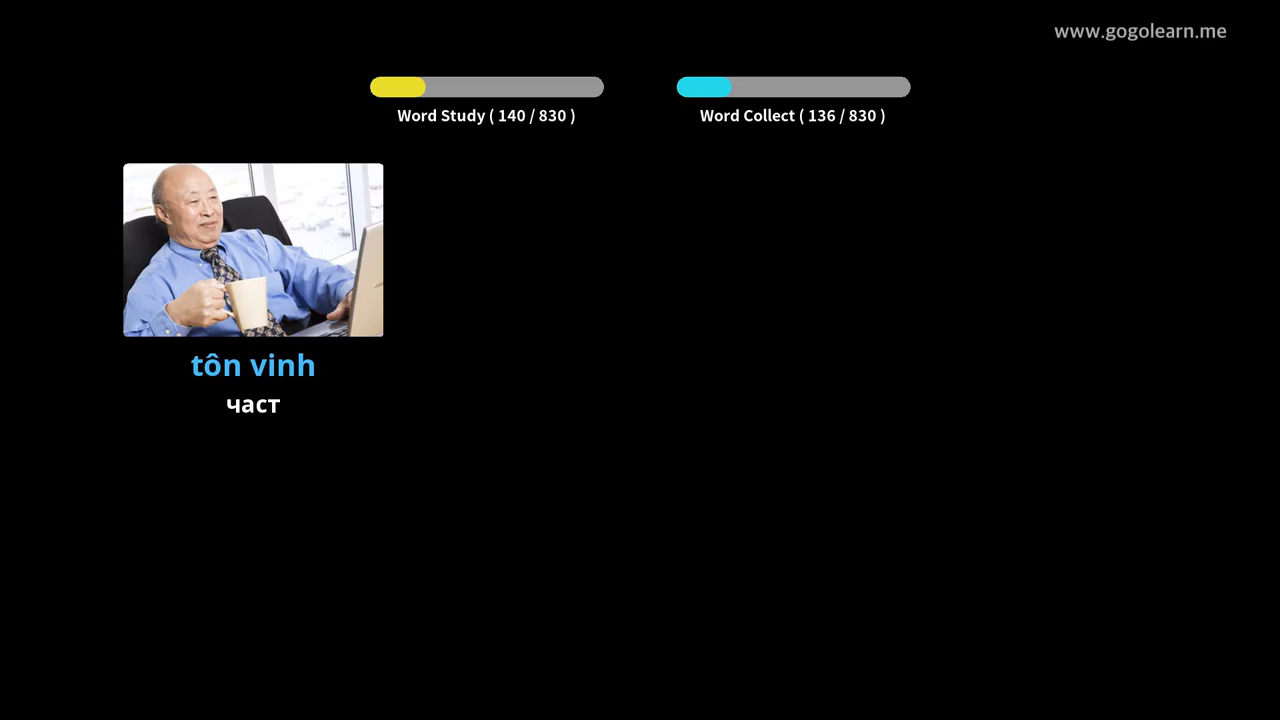 www.gogolearn.me
Word Study ( 140 / 830 )
Word Collect ( 136 / 830 )
tôn vinh
част